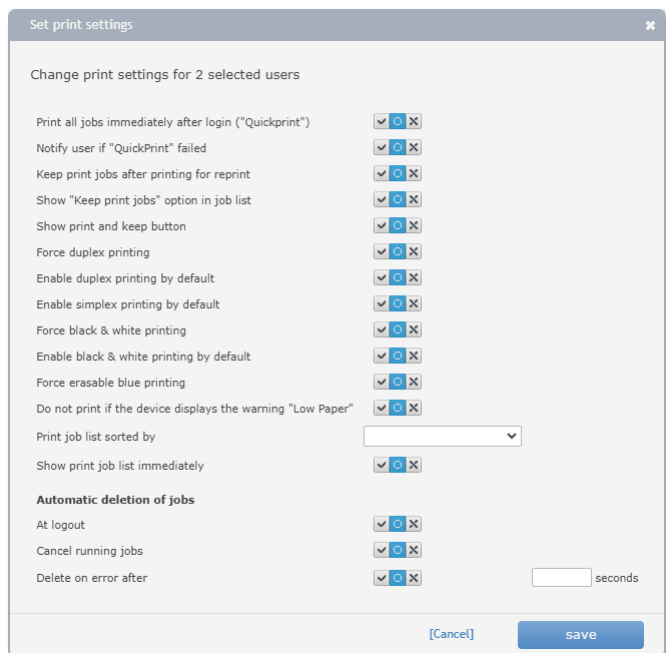 Set print settings
Change print settings for 2 selected users
Print all jobs immediately after login ("Quickprint")
Notify user if "QuickPrint" failed
Keep print jobs after printing for reprint
Show "Keep print jobs" option in job list
Show print and keep button
Force duplex printing
Enable duplex printing by default
Enable simplex printing by default
Force black & white printing
Enable black & white printing by default
Force erasable blue printing
Do not print if the device displays the warning "Low Paper"
Print job list sorted by
Show print job list immediately
Automatic deletion of jobs
At logout
Cancel running jobs
Delete on error after seconds
[Cancel] save